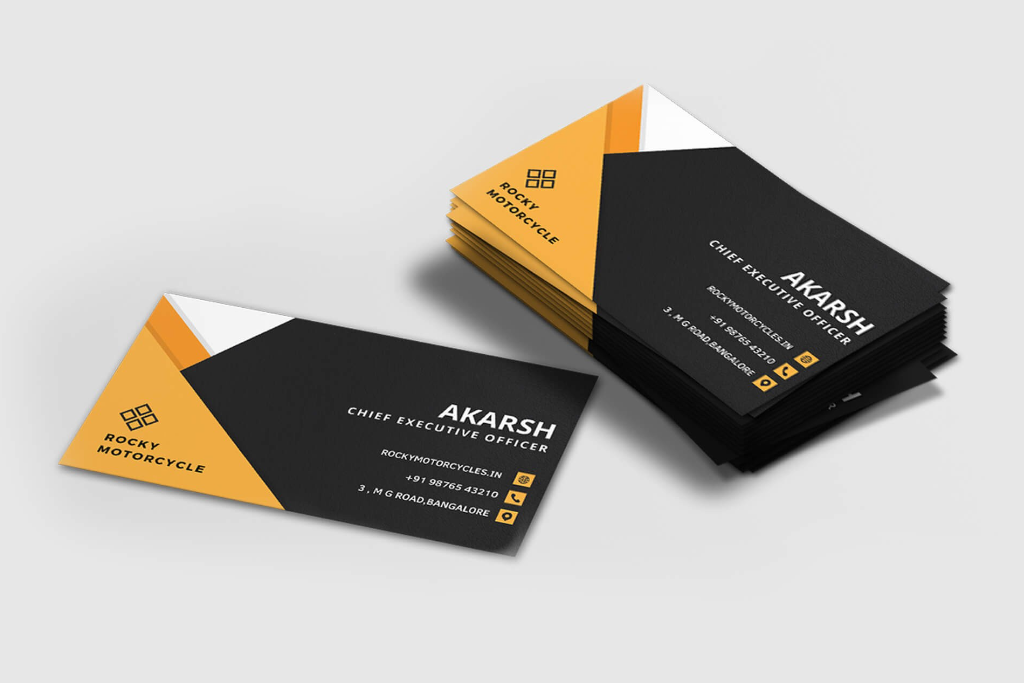 ROCKY
MOTORCYCLE
AKARSH
CHIEF EXECUTIVE OFFICER
ROCKYMOTORCYCLES.IN
+91 98765 43210
3 , M G ROAD,BANGALORE
ROCKY
MOTORCYCLE
AKARSH
CHIEF EXECUTIVE OFFICER
ROCKYMOTORCYCLES.IN
+91 98765 43210
3 , M G ROAD,BANGALORE